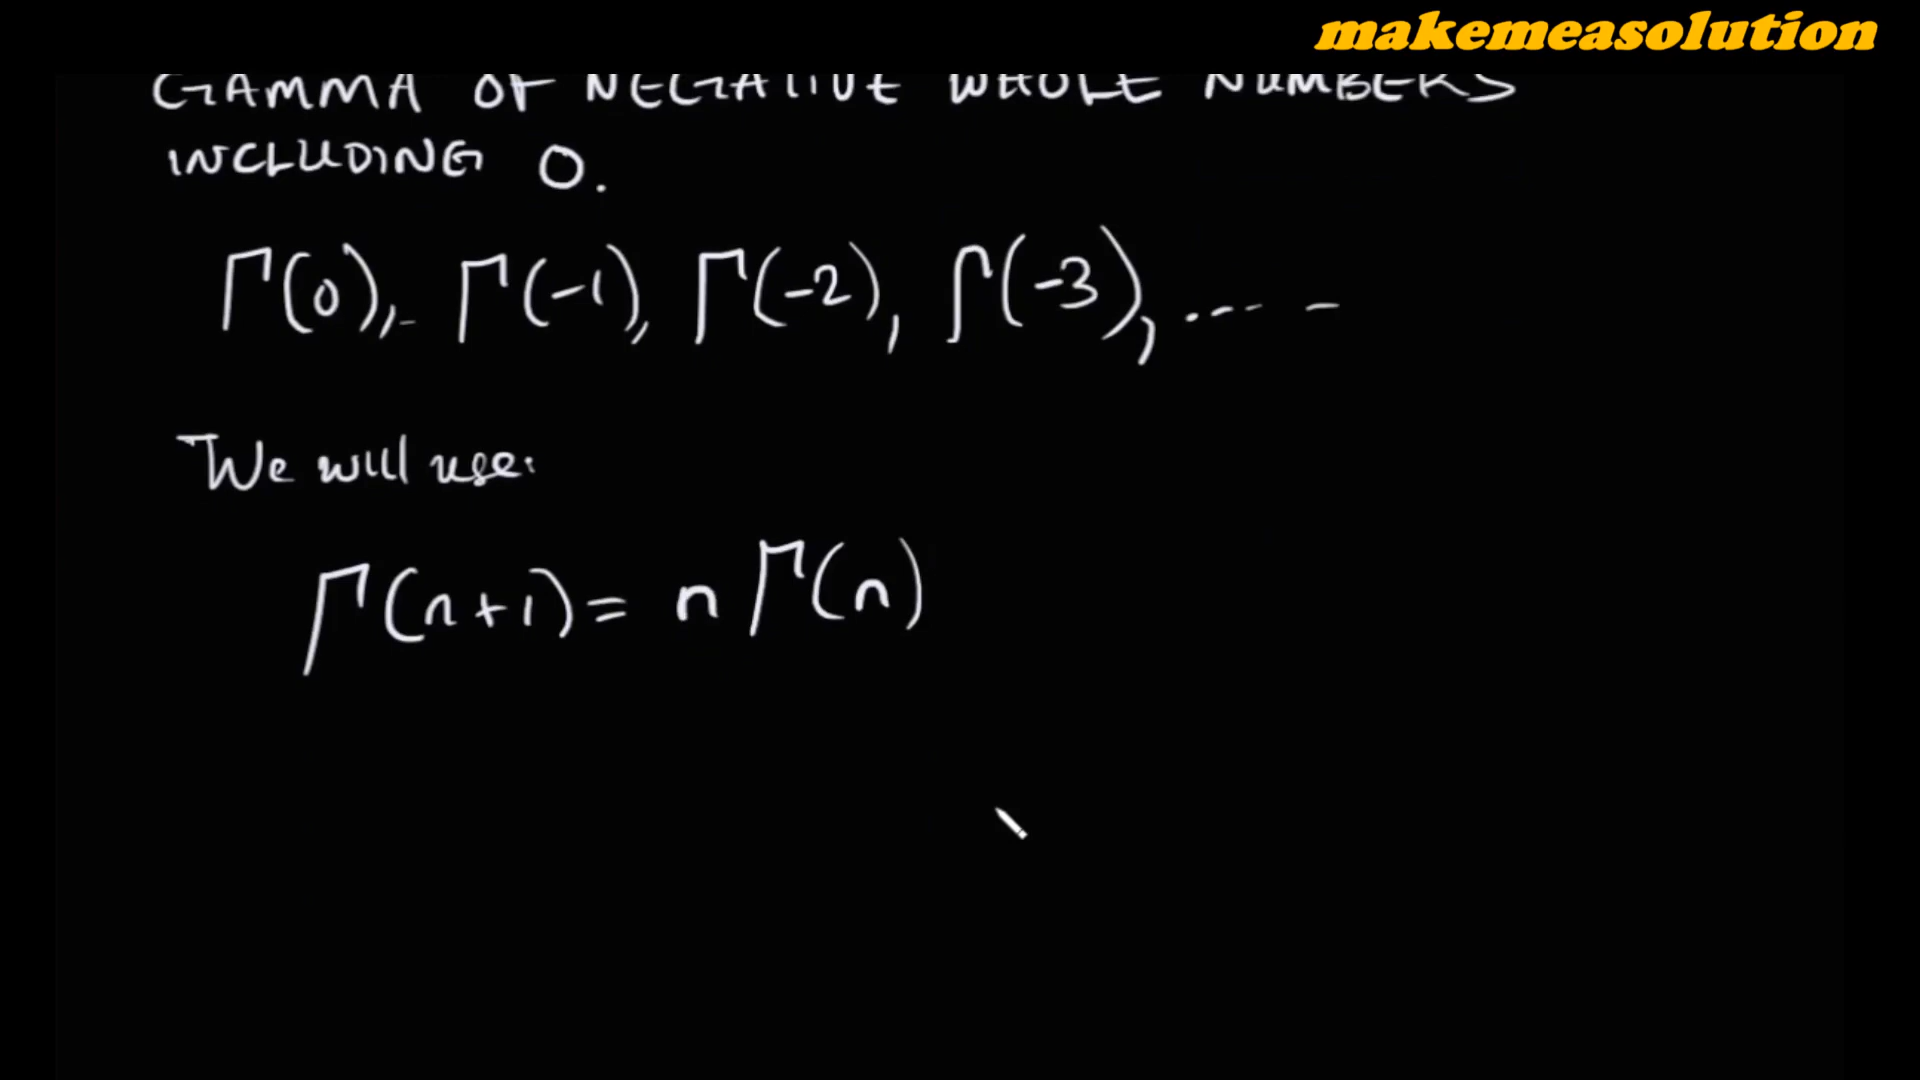 makemeasolution
GAMMA OF NEGATIVE WHOLE NUMBERS
INCLUDING 0.
Γ(0), Γ(-1), Γ(-2), Γ(-3), .... -
We will use:
Γ(n+1) = n Γ(n)